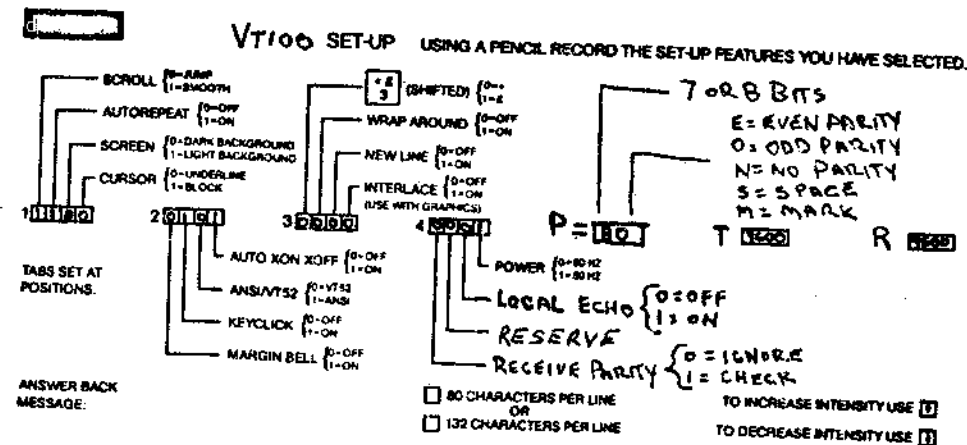 VT100 SET-UP USING A PENCIL RECORD THE SET-UP FEATURES YOU HAVE SELECTED.
SCROLL 0=JUMP
1=SMOOTH
AUTOREPEAT 0=OFF
1=ON
SCREEN 0=DARK BACKGROUND
1=LIGHT BACKGROUND
CURSOR 0=UNDERLINE
1=BLOCK
3 (SHIFTED)
WRAP AROUND 0=OFF
1=ON
NEW LINE 0=OFF
1=ON
INTERLACE 0=OFF
1=ON
(USE WITH GRAPHICS)
7 OR 8 BITS
E=EVEN PARITY
O=ODD PARITY
N=NO PARITY
S=SPACE
M=MARK
1 2 3 4 P= T 9600 R
AUTO XON XOFF 0=OFF
1=ON
ANSI/VT52 0=VT52
1=ANSI
KEYCLICK 0=OFF
1=ON
MARGIN BELL 0=OFF
1=ON
POWER
LOCAL ECHO 0=OFF
1=ON
RESERVE
RECEIVE PARITY 0=IGNORE
1=CHECK
TABS SET AT
POSITIONS:
ANSWER BACK
MESSAGE:
80 CHARACTERS PER LINE
OR
132 CHARACTERS PER LINE
TO INCREASE INTENSITY USE
TO DECREASE INTENSITY USE